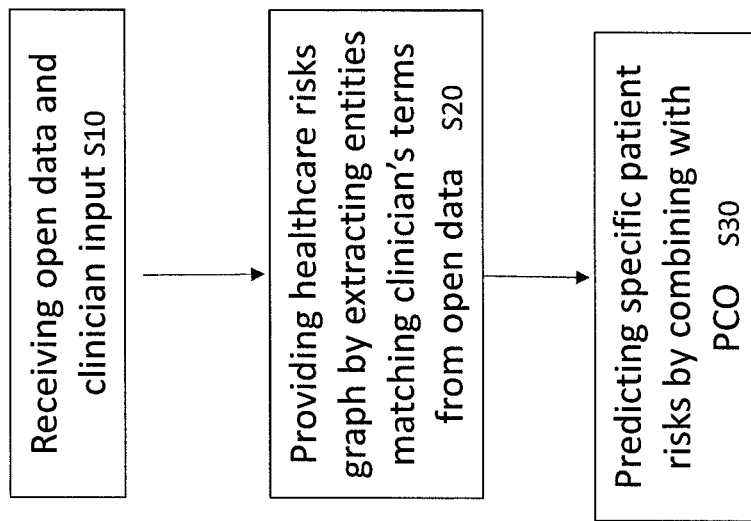 Receiving open data and
clinician input S10
Providing healthcare risks
graph by extracting entities
matching clinician's terms
from open data S20
Predicting specific patient
risks by combining with
PCO S30